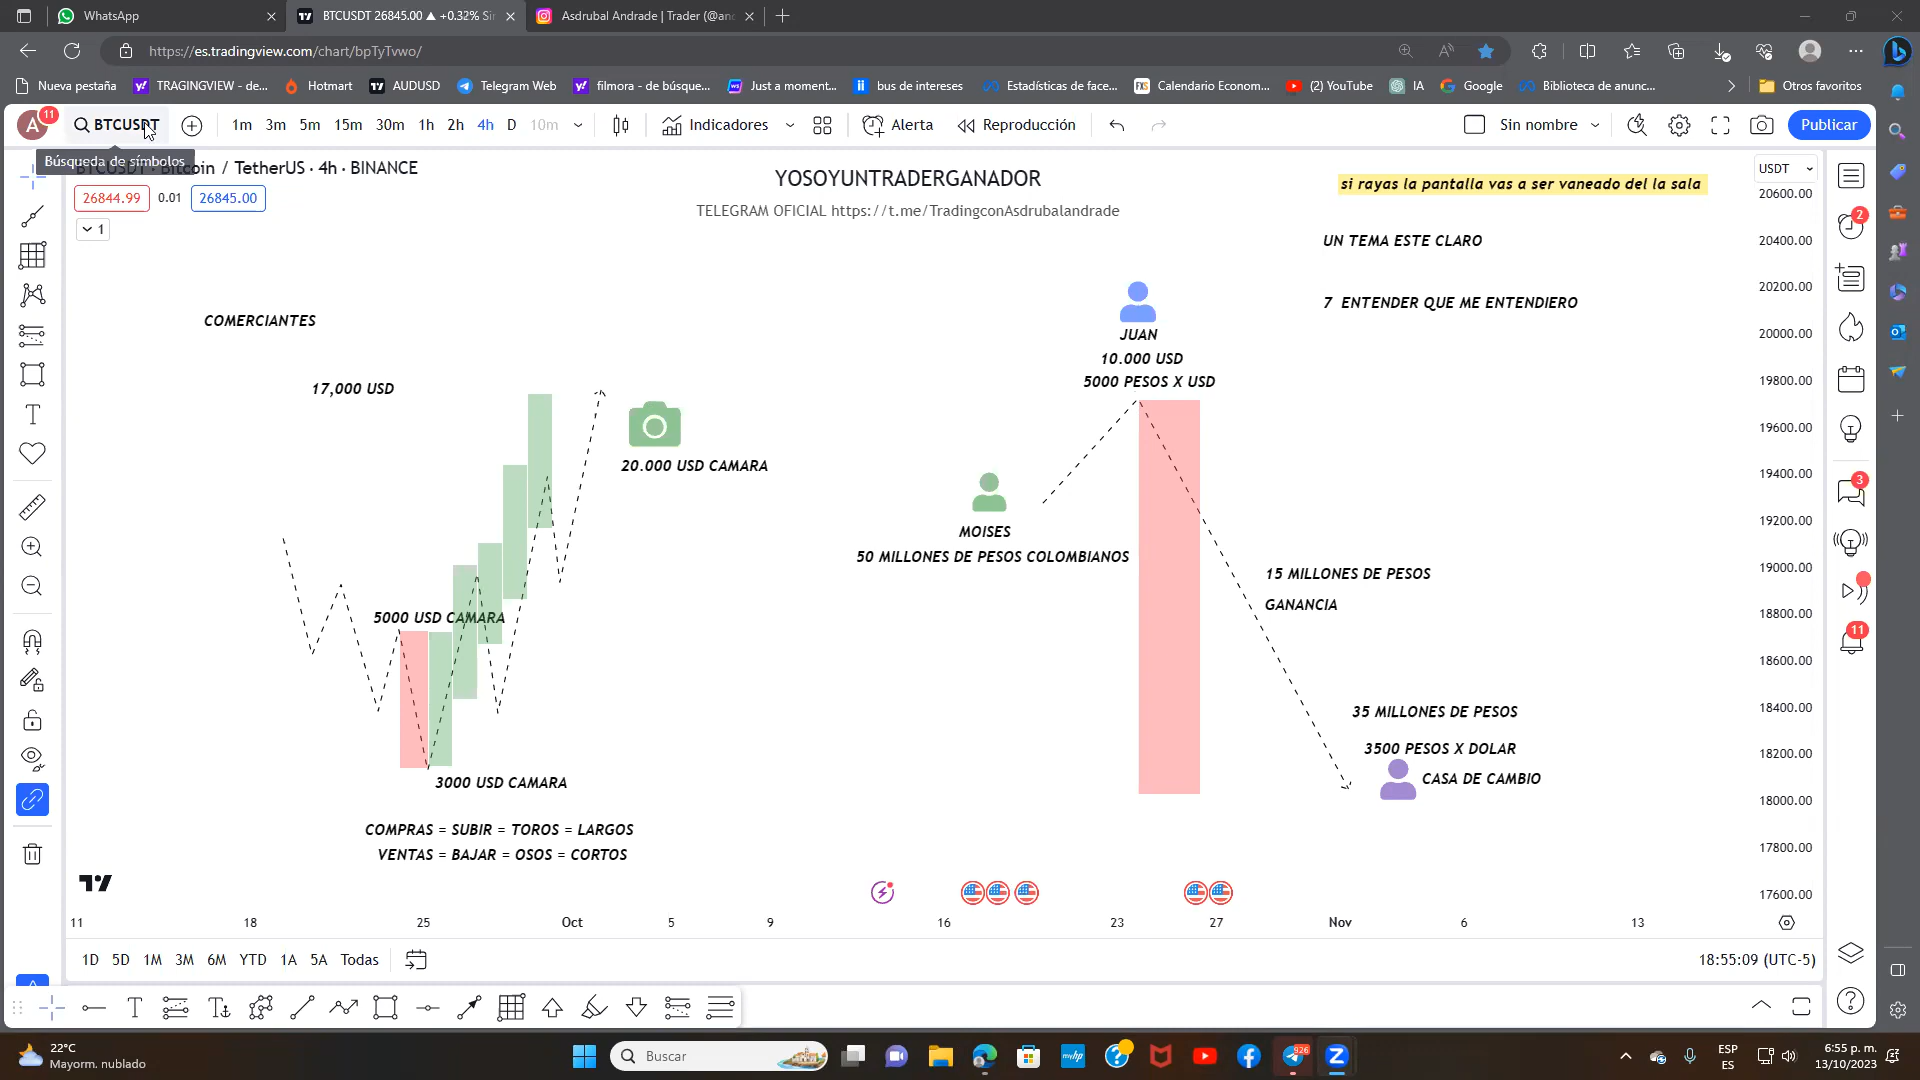 WhatsApp
BTCUSDT 26845.00 ▲ +0.32% Si
Asdrubal Andrade | Trader (@and
https://es.tradingview.com/chart/bpTyTvwo/
Nueva pestaña
TRAGINGVIEW - de...
Hotmart
AUDUSD
Telegram Web
filmora - de búsque...
Just a moment...
bus de intereses
Estadísticas de face...
Calendario Econom...
(2) YouTube
IA
Google
Biblioteca de anunc...
Otros favoritos
A
11
BTCUSDT
1m 3m 5m 15m 30m 1h 2h 4h D 10m
Indicadores
Alerta
Reproducción
Sin nombre
Publicar
Búsqueda de símbolos
Bitcoin / TetherUS · 4h · BINANCE
26844.99
0.01
26845.00
1
YOSOYUNTRADERGANADOR
TELEGRAM OFICIAL https://t.me/TradingconAsdrubalandrade
si rayas la pantalla vas a ser vaneado del la sala
UN TEMA ESTE CLARO
7 ENTENDER QUE ME ENTENDIERO
COMERCIANTES
17,000 USD
20.000 USD CAMARA
5000 USD CAMARA
3000 USD CAMARA
COMPRAS = SUBIR = TOROS = LARGOS
VENTAS = BAJAR = OSOS = CORTOS
JUAN
10.000 USD
5000 PESOS X USD
MOISES
50 MILLONES DE PESOS COLOMBIANOS
15 MILLONES DE PESOS
GANANCIA
35 MILLONES DE PESOS
3500 PESOS X DOLAR
CASA DE CAMBIO
USDT
20600.00
20400.00
20200.00
20000.00
19800.00
19600.00
19400.00
19200.00
19000.00
18800.00
18600.00
18400.00
18200.00
18000.00
17800.00
17600.00
2
3
11
11 18 25 Oct 5 9 16 23 27 Nov 6 13
1D 5D 1M 3M 6M YTD 1A 5A Todas
18:55:09 (UTC-5)
22°C
Mayorm. nublado
Buscar
926
ESP
ES
6:55 p. m.
13/10/2023